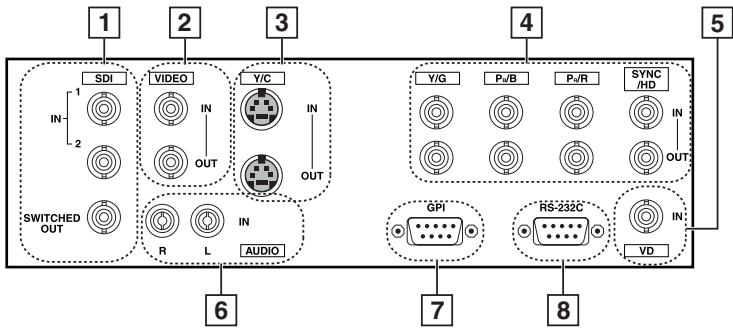 1
2
3
4
5
SDI
VIDEO
Y/C
Y/G
PB/B
PR/R
SYNC
/HD
1
IN
2
IN
OUT
IN
OUT
IN
OUT
SWITCHED
OUT
R
L
IN
AUDIO
GPI
RS-232C
IN
VD
6
7
8